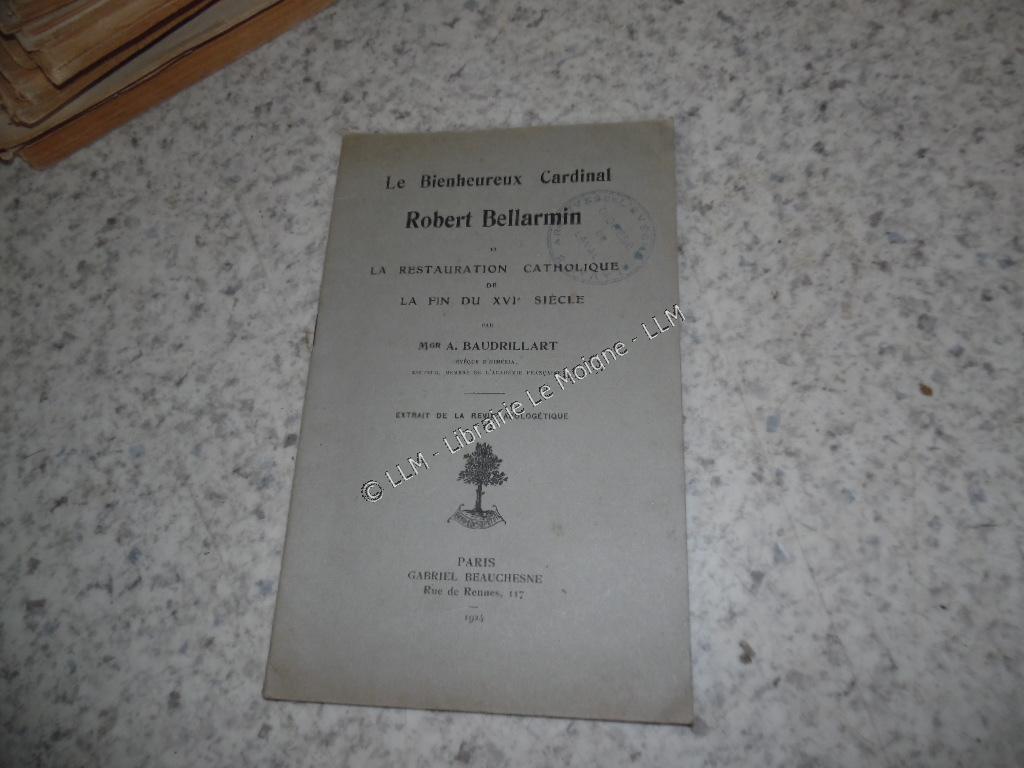 Le Bienheureux Cardinal
Robert Bellarmin
ET
LA RESTAURATION CATHOLIQUE
DE
LA FIN DU XVIe SIÈCLE
PAR
Mgr A. BAUDRILLART
ÉVÊQUE D'HIMÉRIA,
RECTEUR, MEMBRE DE L'ACADÉMIE FRANÇAISE
EXTRAIT DE LA REVUE APOLOGÉTIQUE
© LLM - Librairie Le Moigne - LLM
PARIS
GABRIEL BEAUCHESNE
Rue de Rennes, 117
1924